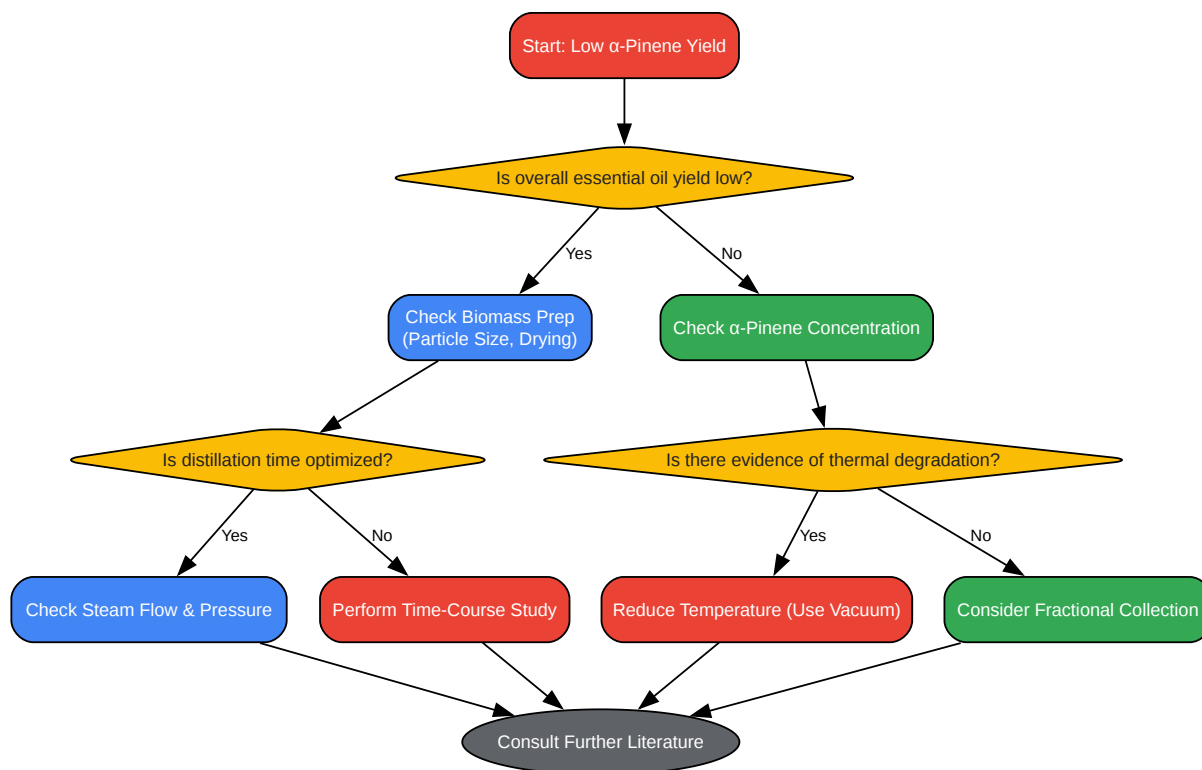 Start: Low α-Pinene Yield
Is overall essential oil yield low?
Yes
No
Check Biomass Prep
(Particle Size, Drying)
Check α-Pinene Concentration
Is distillation time optimized?
Is there evidence of thermal degradation?
Yes
No
Yes
No
Check Steam Flow & Pressure
Perform Time-Course Study
Reduce Temperature (Use Vacuum)
Consider Fractional Collection
Consult Further Literature